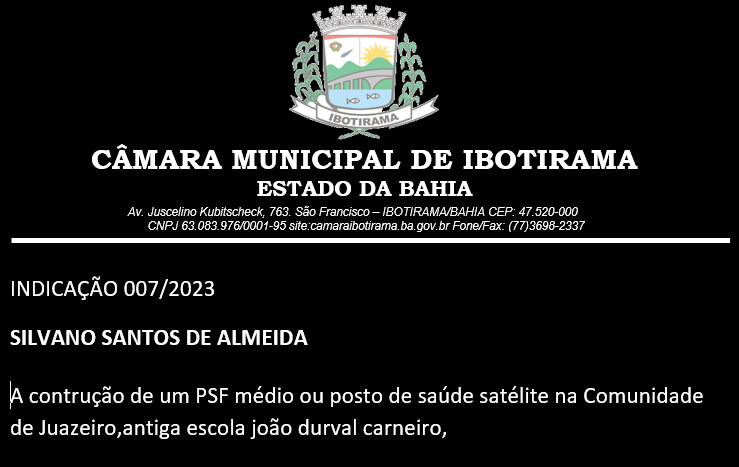 IBOTIRAMA
CÂMARA MUNICIPAL DE IBOTIRAMA
ESTADO DA BAHIA
Av. Juscelino Kubitscheck, 763. São Francisco – IBOTIRAMA/BAHIA CEP: 47.520-000
CNPJ 63.083.976/0001-95 site:camaraibotirama.ba.gov.br Fone/Fax: (77)3698-2337
INDICAÇÃO 007/2023
SILVANO SANTOS DE ALMEIDA
A contrução de um PSF médio ou posto de saúde satélite na Comunidade
de Juazeiro,antiga escola joão durval carneiro,